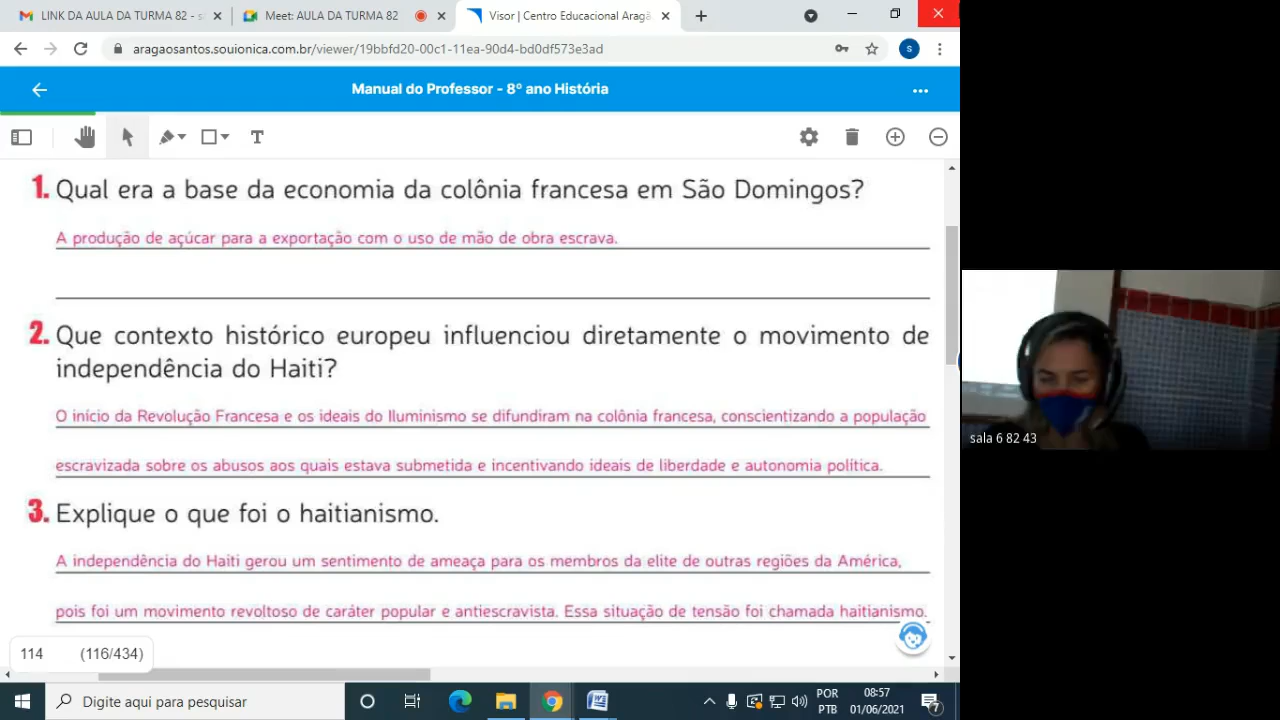 LINK DA AULA DA TURMA 82 - s
Meet: AULA DA TURMA 82
Visor | Centro Educacional Aragã
aragaosantos.souionica.com.br/viewer/19bbfd20-00c1-11ea-90d4-bd0df573e3ad
S
Manual do Professor - 8º ano História
T
1. Qual era a base da economia da colônia francesa em São Domingos?
A produção de açúcar para a exportação com o uso de mão de obra escrava.
2. Que contexto histórico europeu influenciou diretamente o movimento de
independência do Haiti?
O início da Revolução Francesa e os ideais do Iluminismo se difundiram na colônia francesa, conscientizando a população
escravizada sobre os abusos aos quais estava submetida e incentivando ideais de liberdade e autonomia política.
sala 6 82 43
3. Explique o que foi o haitianismo.
A independência do Haiti gerou um sentimento de ameaça para os membros da elite de outras regiões da América,
pois foi um movimento revoltoso de caráter popular e antiescravista. Essa situação de tensão foi chamada haitianismo.
114 (116/434)
Digite aqui para pesquisar
POR
PTB
08:57
01/06/2021
7